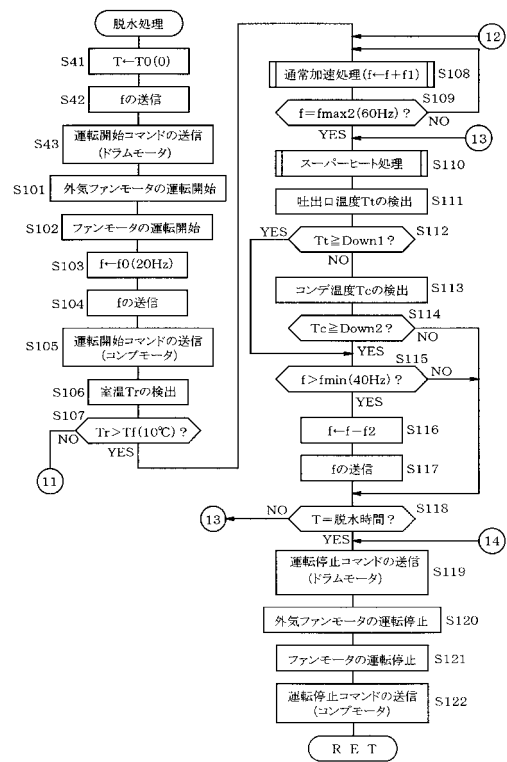 脱水処理
S41
T←T0(0)
S42
fの送信
S43
運転開始コマンドの送信
(ドラムモータ)
S101
外気ファンモータの運転開始
S102
ファンモータの運転開始
S103
f←f0(20Hz)
S104
fの送信
S105
運転開始コマンドの送信
(コンプモータ)
S106
室温Trの検出
S107
Tr>Tf(10℃)?
NO
YES
11
12
通常加速処理(f←f+f1)
S108
S109
f=fmax2(60Hz)?
NO
YES
13
スーパーヒート処理
S110
吐出口温度Ttの検出
S111
YES
Tt≧Down1?
S112
NO
コンデ温度Tcの検出
S113
S114
Tc≧Down2?
NO
YES
S115
f>fmin(40Hz)?
NO
YES
f←f−f2
S116
fの送信
S117
13
NO
T=脱水時間?
S118
YES
14
運転停止コマンドの送信
(ドラムモータ)
S119
外気ファンモータの運転停止
S120
ファンモータの運転停止
S121
運転停止コマンドの送信
(コンプモータ)
S122
RET